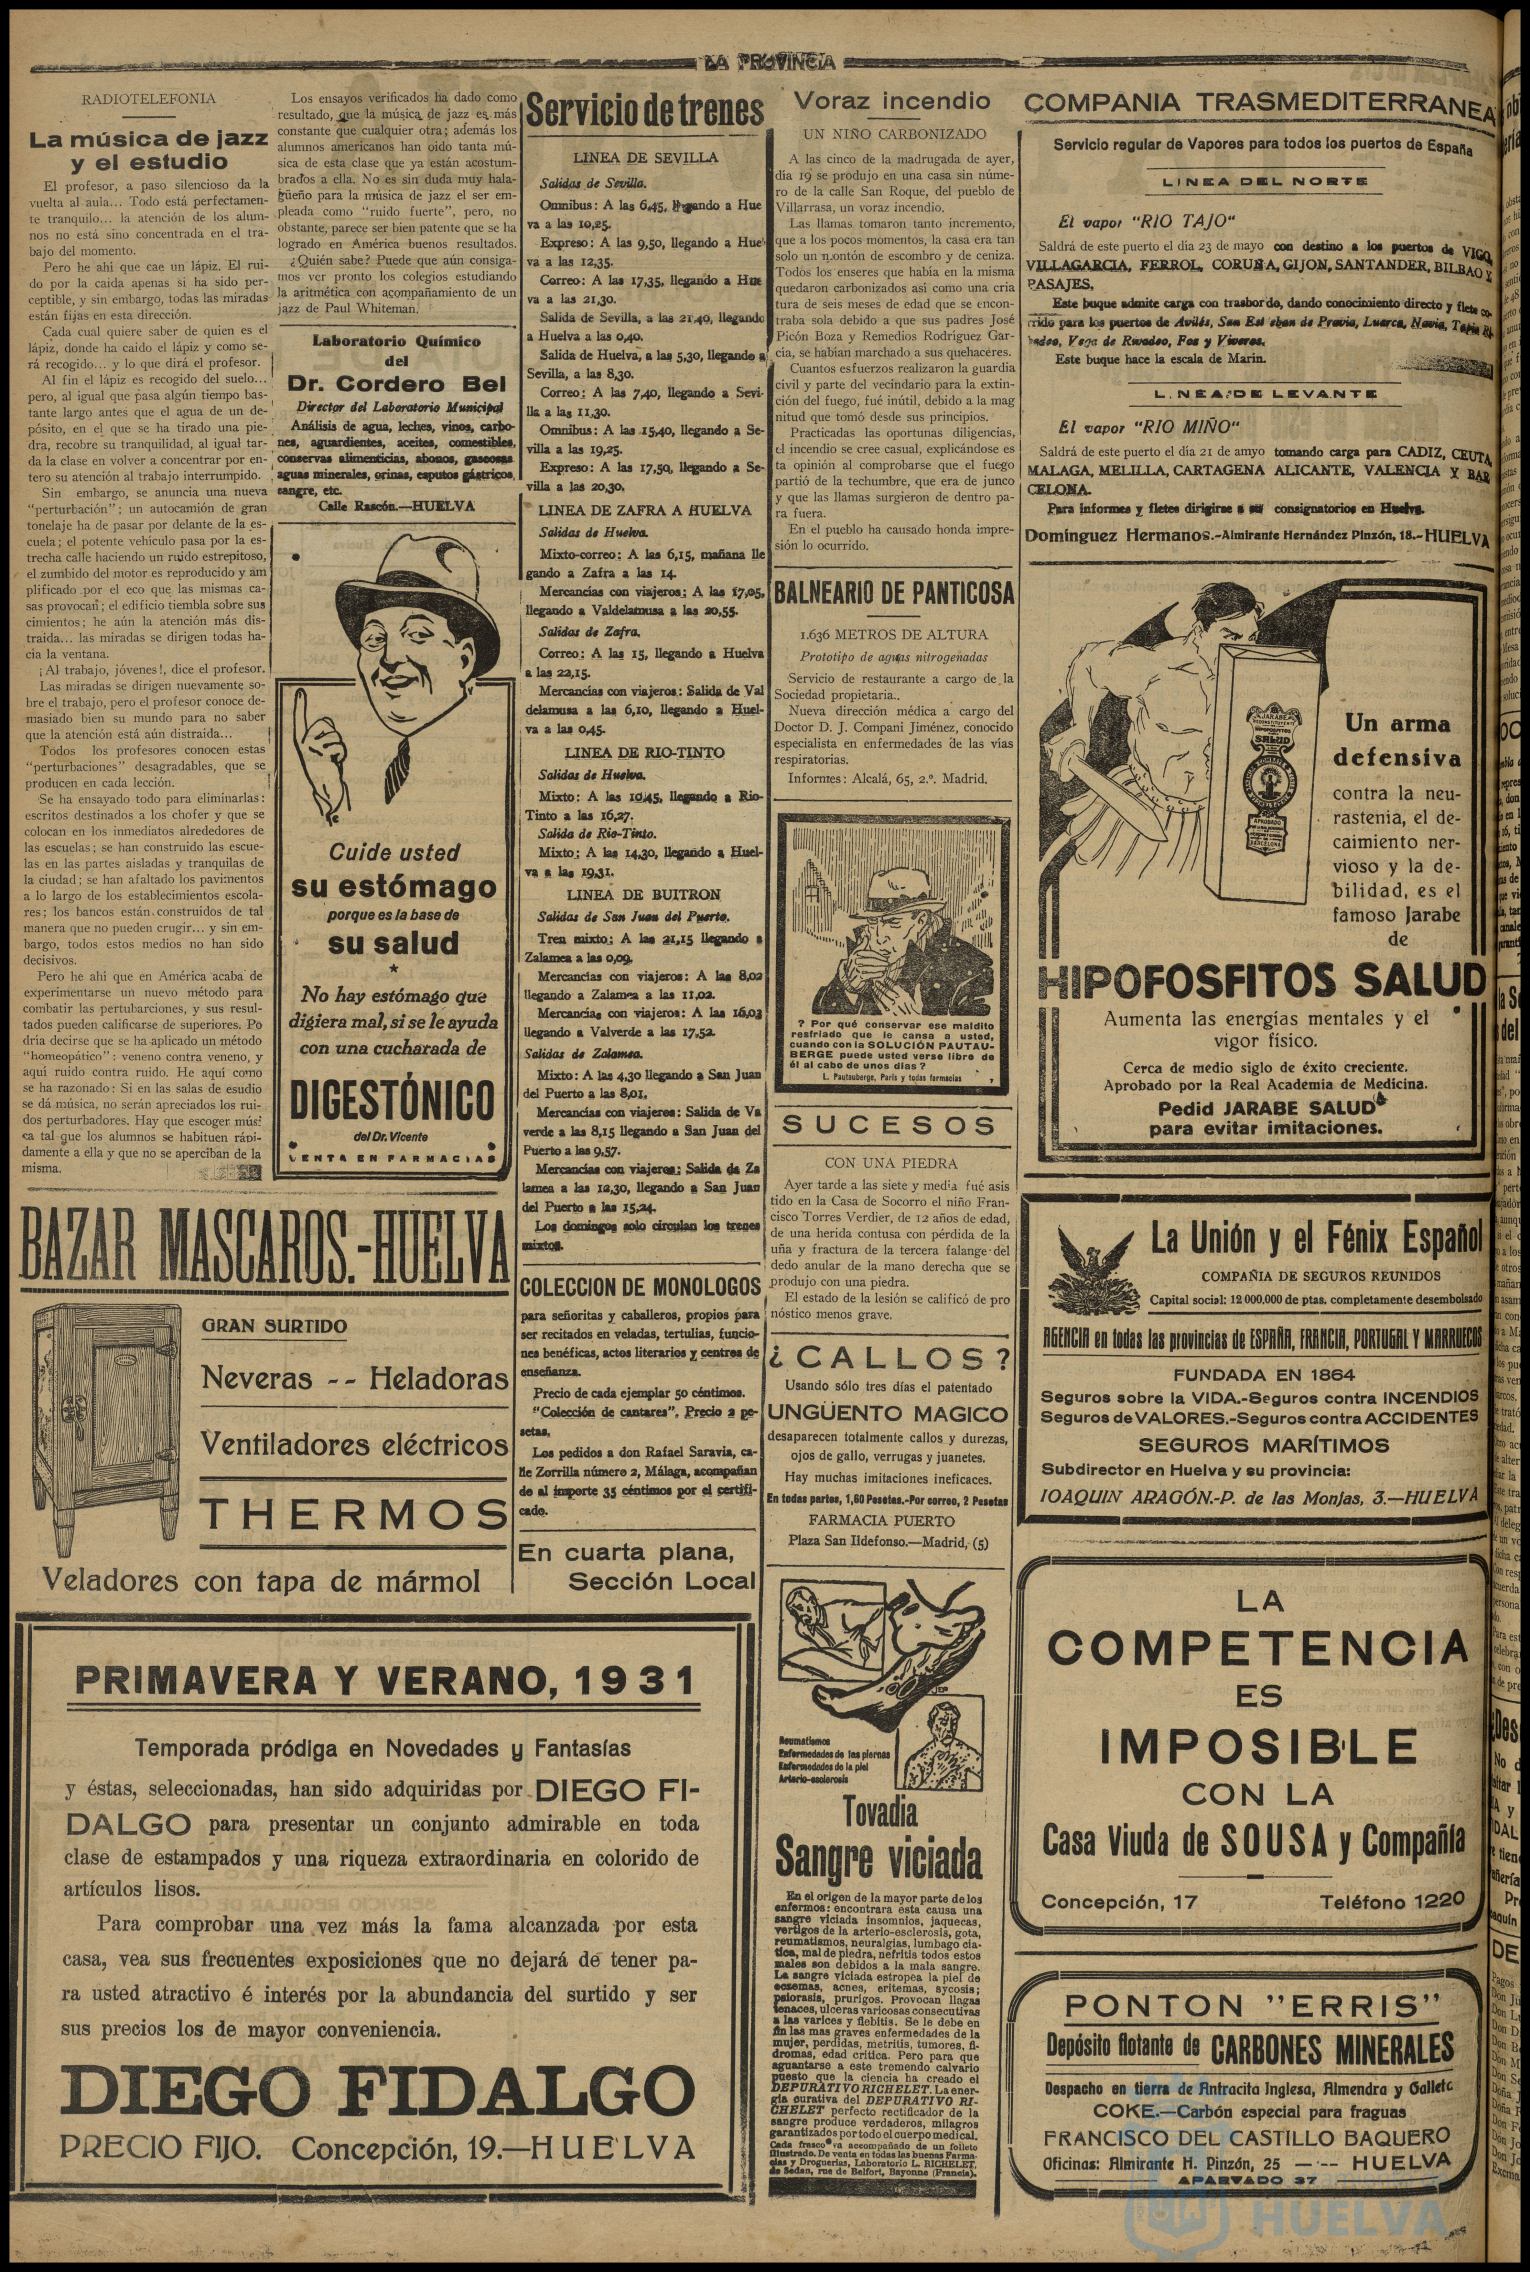 LA PROVINCIA
RADIOTELEFONIA
La música de jazz
y el estudio
El profesor, a paso silencioso da la
vuelta al aula... Todo está perfectamen-
te tranquilo... la atención de los alum-
nos no está sino concentrada en el tra-
bajo del momento.
Pero he ahí que cae un lápiz. El rui-
do por la caida apenas si ha sido per-
ceptible, y sin embargo, todas las miradas
están fijas en esta dirección.
Cada cual quiere saber de quien es el
lápiz, donde ha caido el lápiz y como se-
rá recogido... y lo que dirá el profesor.
Al fin el lápiz es recogido del suelo...
pero, al igual que pasa algún tiempo bas-
tante largo antes que el agua de un de-
pósito, en el que se ha tirado una pie-
dra, recobre su tranquilidad, al igual tar-
da la clase en volver a concentrar por en-
tero su atención al trabajo interrumpido.
Sin embargo, se anuncia una nueva
"perturbación"; un autocamión de gran
tonelaje ha de pasar por delante de la es-
cuela; el potente vehículo pasa por la es-
trecha calle haciendo un ruido estrepitoso,
el zumbido del motor es reproducido y am
plificado por el eco que las mismas ca-
sas provocan; el edificio tiembla sobre sus
cimientos; he aún la atención más dis-
traida... las miradas se dirigen todas ha-
cia la ventana.
¡Al trabajo, jóvenes!, dice el profesor.
Las miradas se dirigen nuevamente so-
bre el trabajo, pero el profesor conoce de-
masiado bien su mundo para no saber
que la atención está aún distraida...
Todos los profesores conocen estas
"perturbaciones" desagradables, que se
producen en cada lección.
Se ha ensayado todo para eliminarlas:
escritos destinados a los chofer y que se
colocan en los inmediatos alrededores de
las escuelas; se han construido las escue-
las en las partes aisladas y tranquilas de
la ciudad; se han afaltado los pavimentos
a lo largo de los establecimientos escola-
res; los bancos están construidos de tal
manera que no pueden crugir... y sin em-
bargo, todos estos medios no han sido
decisivos.
Pero he ahí que en América acaba de
experimentarse un nuevo método para
combatir las pertubarciones, y sus resul-
tados pueden calificarse de superiores. Po
dría decirse que se ha aplicado un método
"homeopático": veneno contra veneno, y
aquí ruido contra ruido. He aquí como
se ha razonado: Si en las salas de esudio
se dá música, no serán apreciados los rui-
dos perturbadores. Hay que escoger músi
ca tal que los alumnos se habituen rápi-
damente a ella y que no se aperciban de la
misma.
Los ensayos verificados ha dado como
resultado, que la música de jazz es más
constante que cualquier otra; además los
alumnos americanos han oido tanta mú-
sica de esta clase que ya están acostum-
brados a ella. No es sin duda muy hala-
güeño para la música de jazz el ser em-
pleada como "ruido fuerte", pero, no
obstante, parece ser bien patente que se ha
logrado en América buenos resultados.
¿Quién sabe? Puede que aún consiga-
mos ver pronto los colegios estudiando
la aritmética con acompañamiento de un
jazz de Paul Whiteman.
Laboratorio Químico
del
Dr. Cordero Bel
Director del Laboratorio Municipal
Análisis de agua, leches, vinos, carbo-
nes, aguardientes, aceites, comestibles,
conservas alimenticias, abonos, gaseosas
aguas minerales, orinas, esputos gástricos,
sangre, etc.
Calle Rascón.—HUELVA
Cuide usted
su estómago
porque es la base de
su salud
No hay estómago que
digiera mal, si se le ayuda
con una cucharada de
DIGESTÓNICO
del Dr. Vicente
VENTA EN FARMACIAS
BAZAR MASCAROS.-HUELVA
GRAN SURTIDO
Neveras -- Heladoras
Ventiladores eléctricos
THERMOS
Veladores con tapa de mármol
Servicio de trenes
LINEA DE SEVILLA
Salidas de Sevilla.
Omnibus: A las 6,45, llegando a Hue
va a las 10,25.
Expreso: A las 9,50, llegando a Hue
va a las 12,35.
Correo: A las 17,35, llegando a Hue
va a las 21,30.
Salida de Sevilla, a las 21,40, llegando
a Huelva a las 0,40.
Salida de Huelva, a las 5,30, llegando a
Sevilla, a las 8,30.
Correo: A las 7,40, llegando a Sevi-
lla a las 11,30.
Omnibus: A las 15,40, llegando a Se-
villa a las 19,25.
Expreso: A las 17,50, llegando a Se-
villa a las 20,30.
LINEA DE ZAFRA A HUELVA
Salidas de Huelva.
Mixto-correo: A las 6,15, mañana lle
gando a Zafra a las 14.
Mercancías con viajeros: A las 17,05,
llegando a Valdelamusa a las 20,55.
Salidas de Zafra.
Correo: A las 15, llegando a Huelva
a las 22,15.
Mercancías con viajeros: Salida de Val
delamusa a las 6,10, llegando a Huel-
va a las 0,45.
LINEA DE RIO-TINTO
Salidas de Huelva.
Mixto: A las 10,45, llegando a Rio-
Tinto a las 16,27.
Salida de Rio-Tinto.
Mixto: A las 14,30, llegando a Huel-
va a las 19,31.
LINEA DE BUITRON
Salidas de San Juan del Puerto.
Tren mixto: A las 21,15 llegando a
Zalamea a las 0,09.
Mercancías con viajeros: A las 8,02
llegando a Zalamea a las 11,02.
Mercancías con viajeros: A las 16,03
llegando a Valverde a las 17,52.
Salidas de Zalamea.
Mixto: A las 4,30 llegando a San Juan
del Puerto a las 8,01.
Mercancías con viajeros: Salida de Va
verde a las 8,15 llegando a San Juan del
Puerto a las 9,57.
Mercancías con viajeros: Salida de Za
lamea a las 12,30, llegando a San Juan
del Puerto a las 15,24.
Los domingos solo circulan los trenes
mixtos.
COLECCION DE MONOLOGOS
para señoritas y caballeros, propios para
ser recitados en veladas, tertulias, funcio-
nes benéficas, actos literarios y centros de
enseñanza.
Precio de cada ejemplar 50 céntimos.
"Colección de cantares". Precio 2 pe-
setas.
Los pedidos a don Rafael Saravia, ca-
lle Zorrilla número 2, Málaga, acompañan
do al importe 35 céntimos por el certifi-
cado.
En cuarta plana,
Sección Local
PRIMAVERA Y VERANO, 1931
Temporada pródiga en Novedades y Fantasías
y éstas, seleccionadas, han sido adquiridas por DIEGO FI-
DALGO para presentar un conjunto admirable en toda
clase de estampados y una riqueza extraordinaria en colorido de
artículos lisos.
Para comprobar una vez más la fama alcanzada por esta
casa, vea sus frecuentes exposiciones que no dejará de tener pa-
ra usted atractivo é interés por la abundancia del surtido y ser
sus precios los de mayor conveniencia.
DIEGO FIDALGO
PRECIO FIJO. Concepción, 19.—HUELVA
Voraz incendio
UN NIÑO CARBONIZADO
A las cinco de la madrugada de ayer,
día 19 se produjo en una casa sin núme-
ro de la calle San Roque, del pueblo de
Villarrasa, un voraz incendio.
Las llamas tomaron tanto incremento,
que a los pocos momentos, la casa era tan
solo un montón de escombro y de ceniza.
Todos los enseres que había en la misma
quedaron carbonizados asi como una cria
tura de seis meses de edad que se encon-
traba sola debido a que sus padres José
Picón Boza y Remedios Rodríguez Gar-
cia, se habian marchado a sus quehaceres.
Cuantos esfuerzos realizaron la guardia
civil y parte del vecindario para la extin-
ción del fuego, fué inútil, debido a la mag
nitud que tomó desde sus principios.
Practicadas las oportunas diligencias,
el incendio se cree casual, explicándose es
ta opinión al comprobarse que el fuego
partió de la techumbre, que era de junco
y que las llamas surgieron de dentro pa-
ra fuera.
En el pueblo ha causado honda impre-
sión lo ocurrido.
BALNEARIO DE PANTICOSA
1.636 METROS DE ALTURA
Prototipo de aguas nitrogenadas
Servicio de restaurante a cargo de la
Sociedad propietaria..
Nueva dirección médica a cargo del
Doctor D. J. Compani Jiménez, conocido
especialista en enfermedades de las vías
respiratorias.
Informes: Alcalá, 65, 2.º. Madrid.
? Por qué conservar ese maldito
resfriado que le cansa a usted,
cuando con la SOLUCIÓN PAUTAU-
BERGE puede usted verse libre de
él al cabo de unos días?
L. Pautauberge, París y todas farmacias
SUCESOS
CON UNA PIEDRA
Ayer tarde a las siete y media fué asis
tido en la Casa de Socorro el niño Fran-
cisco Torres Verdier, de 12 años de edad,
de una herida contusa con pérdida de la
uña y fractura de la tercera falange del
dedo anular de la mano derecha que se
produjo con una piedra.
El estado de la lesión se calificó de pro
nóstico menos grave.
¿CALLOS?
Usando sólo tres días el patentado
UNGÜENTO MAGICO
desaparecen totalmente callos y durezas,
ojos de gallo, verrugas y juanetes.
Hay muchas imitaciones ineficaces.
En todas partes, 1,60 Pesetas.-Por correo, 2 Pesetas
FARMACIA PUERTO
Plaza San Ildefonso.—Madrid, (5)
Reumatismos
Enfermedades de las piernas
Enfermedades de la piel
Arterio-esclerosis
Tovadia
Sangre viciada
En el origen de la mayor parte de los
enfermos: encontrara esta causa una
sangre viciada insomnios, jaquecas,
vertigos de la arterio-esclerosis, gota,
reumatismos, neuralgias, lumbago cia-
tica, mal de piedra, nefritis todos estos
males son debidos a la mala sangre.
La sangre viciada estropea la piel de
eczemas, acnes, eritemas, sycosis;
psiorasis, prurigos. Provocan llagas
tenaces, ulceras varicosas consecutivas
a las varices y flebitis. Se le debe en
fin las mas graves enfermedades de la
mujer, perdidas, metritis, tumores, fi-
dromas, edad critica. Pero para que
aguantarse a este tremendo calvario
puesto que la ciencia ha creado el
DEPURATIVO RICHELET. La ener-
gía curativa del DEPURATIVO RI-
CHELET perfecto rectificador de la
sangre produce verdaderos, milagros
garantizados por todo el cuerpo medical.
Cada frasco va acompañado de un folleto
illustrado. De venta en todas las buenas Farma-
cias y Droguerias, Laboratorio L. RICHELET,
de Sedan, rue de Belfort, Bayonne (Francia).
COMPAÑIA TRASMEDITERRANEA
Servicio regular de Vapores para todos los puertos de España
LINEA DEL NORTE
El vapor "RIO TAJO"
Saldrá de este puerto el día 23 de mayo con destino a los puertos de VIGO,
VILLAGARCIA, FERROL, CORUÑA, GIJON, SANTANDER, BILBAO Y
PASAJES.
Este buque admite carga con trasbordo, dando conocimiento directo y flete co-
rrido para los puertos de Avilés, San Esteban de Pravia, Luarca, Navia, Tapia Ri-
badeo, Vega de Rivadeo, Foz y Viveros.
Este buque hace la escala de Marin.
LINEA DE LEVANTE
El vapor "RIO MIÑO"
Saldrá de este puerto el día 21 de amyo tomando carga para CADIZ, CEUTA,
MALAGA, MELILLA, CARTAGENA ALICANTE, VALENCIA Y BAR
CELONA.
Para informes y fletes dirigirse a su consignatorios en Huelva.
Domínguez Hermanos.-Almirante Hernández Pinzón, 18.-HUELVA
JARABE
HIPOFOSFITOS
SALUD
Un arma
defensiva
contra la neu-
rastenia, el de-
caimiento ner-
vioso y la de-
bilidad, es el
famoso Jarabe
de
HIPOFOSFITOS SALUD
Aumenta las energías mentales y el
vigor físico.
Cerca de medio siglo de éxito creciente.
Aprobado por la Real Academia de Medicina.
Pedid JARABE SALUD
para evitar imitaciones.
La Unión y el Fénix Español
COMPAÑIA DE SEGUROS REUNIDOS
Capital social: 12 000,000 de ptas. completamente desembolsado
AGENCIA en todas las provincias de ESPAÑA, FRANCIA, PORTUGAL Y MARRUECOS
FUNDADA EN 1864
Seguros sobre la VIDA.-Seguros contra INCENDIOS
Seguros de VALORES.-Seguros contra ACCIDENTES
SEGUROS MARÍTIMOS
Subdirector en Huelva y su provincia:
JOAQUIN ARAGÓN.-P. de las Monjas, 3.—HUELVA
LA
COMPETENCIA
ES
IMPOSIBLE
CON LA
Casa Viuda de SOUSA y Compañía
Concepción, 17 Teléfono 1220
PONTON "ERRIS"
Depósito flotante de CARBONES MINERALES
Despacho en tierra de Antracita Inglesa, Almendra y Galleta
COKE.—Carbón especial para fraguas
FRANCISCO DEL CASTILLO BAQUERO
Oficinas: Almirante H. Pinzón, 25 — HUELVA
APARTADO 37
HUELVA